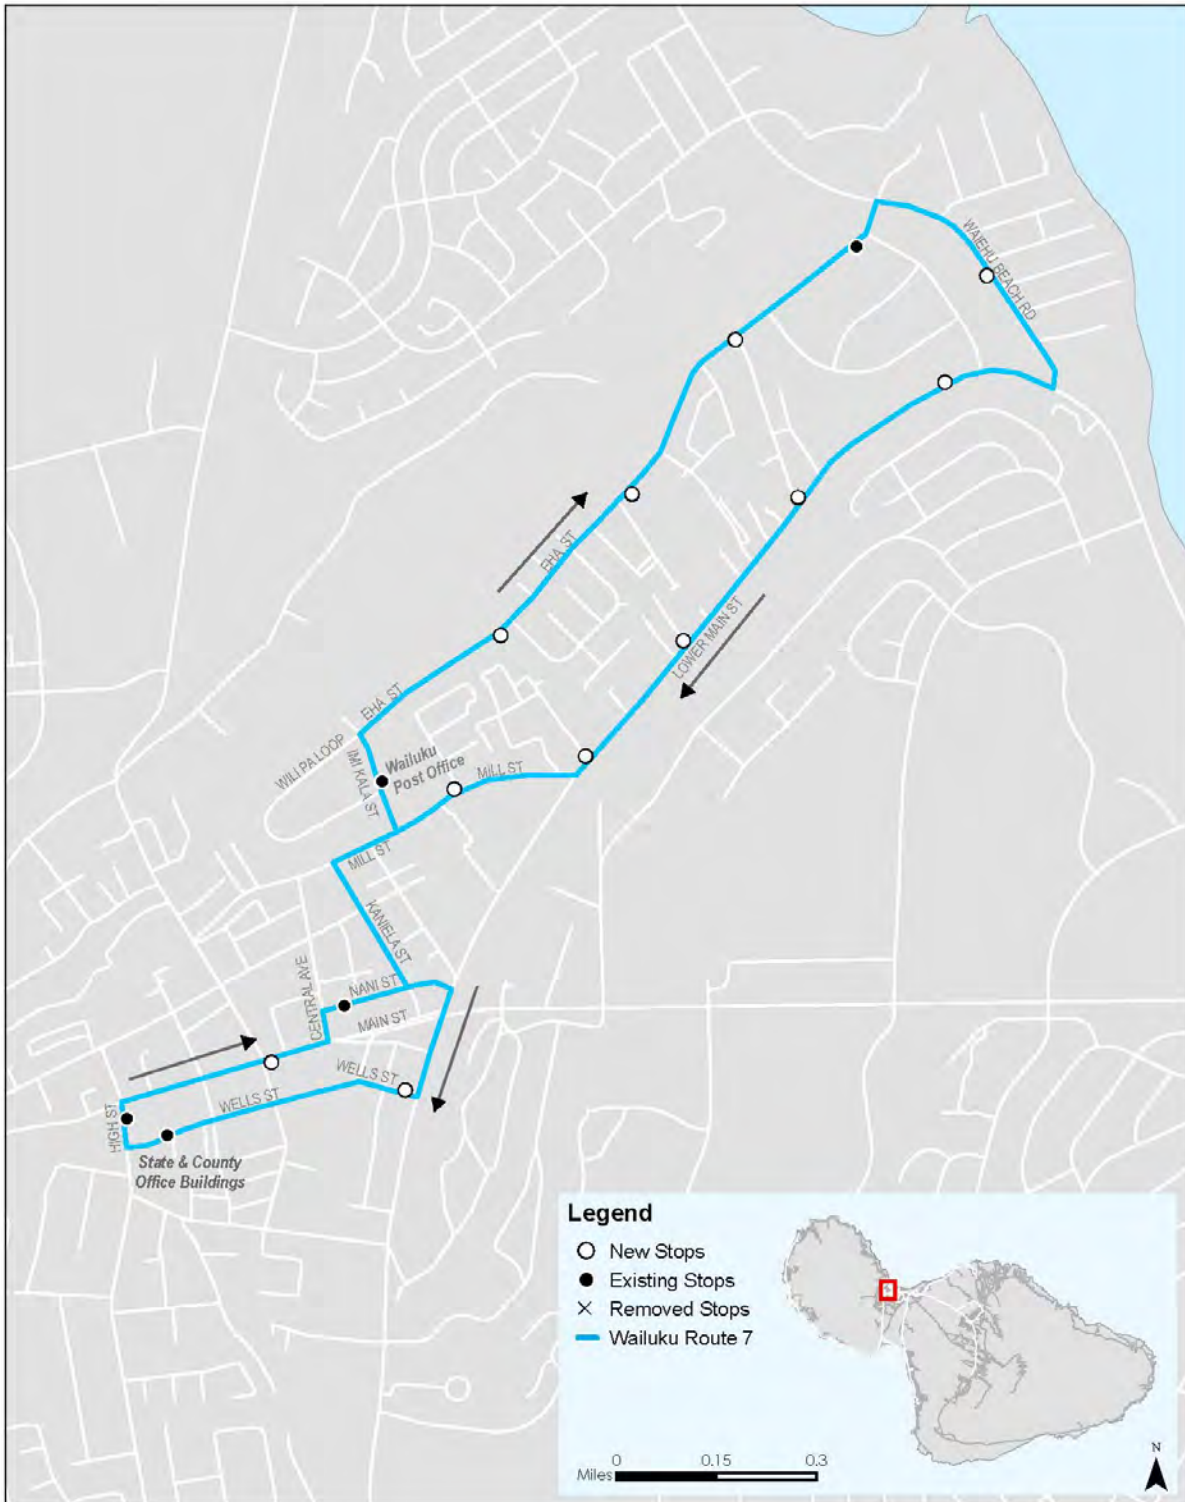 WAIEHU BEACH RD
EHA ST
LOWER MAIN ST
EHA ST
WILI PA LOOP
IMI KALA ST
Wailuku
Post Office
MILL ST
MILL ST
KANIELA ST
CENTRAL AVE
NANI ST
MAIN ST
WELLS ST
WELLS ST
HIGH ST
State & County
Office Buildings
Legend
New Stops
Existing Stops
Removed Stops
Wailuku Route 7
0 0.15 0.3
Miles
N